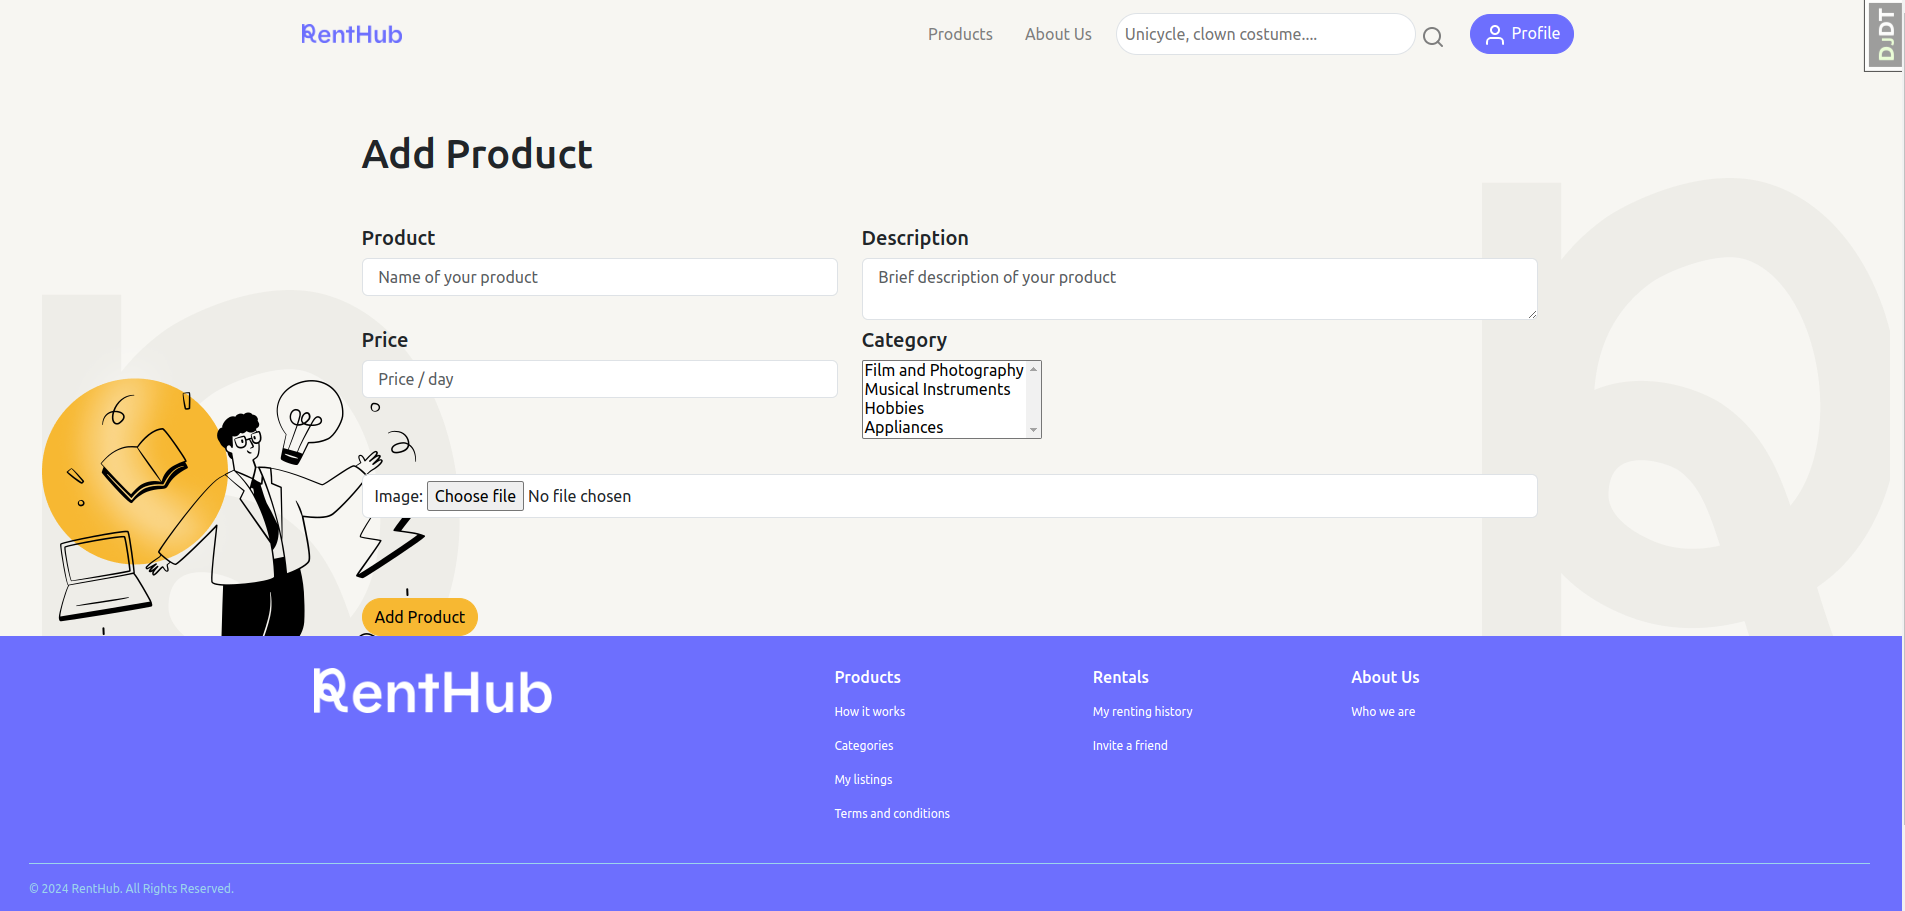 RentHub
Products
About Us
Unicycle, clown costume....
Profile
DJDT
Add Product
Product
Description
Name of your product
Brief description of your product
Price
Category
Price / day
Film and Photography
Musical Instruments
Hobbies
Appliances
Image: Choose file No file chosen
Add Product
RentHub
Products
How it works
Categories
My listings
Terms and conditions
Rentals
My renting history
Invite a friend
About Us
Who we are
© 2024 RentHub. All Rights Reserved.